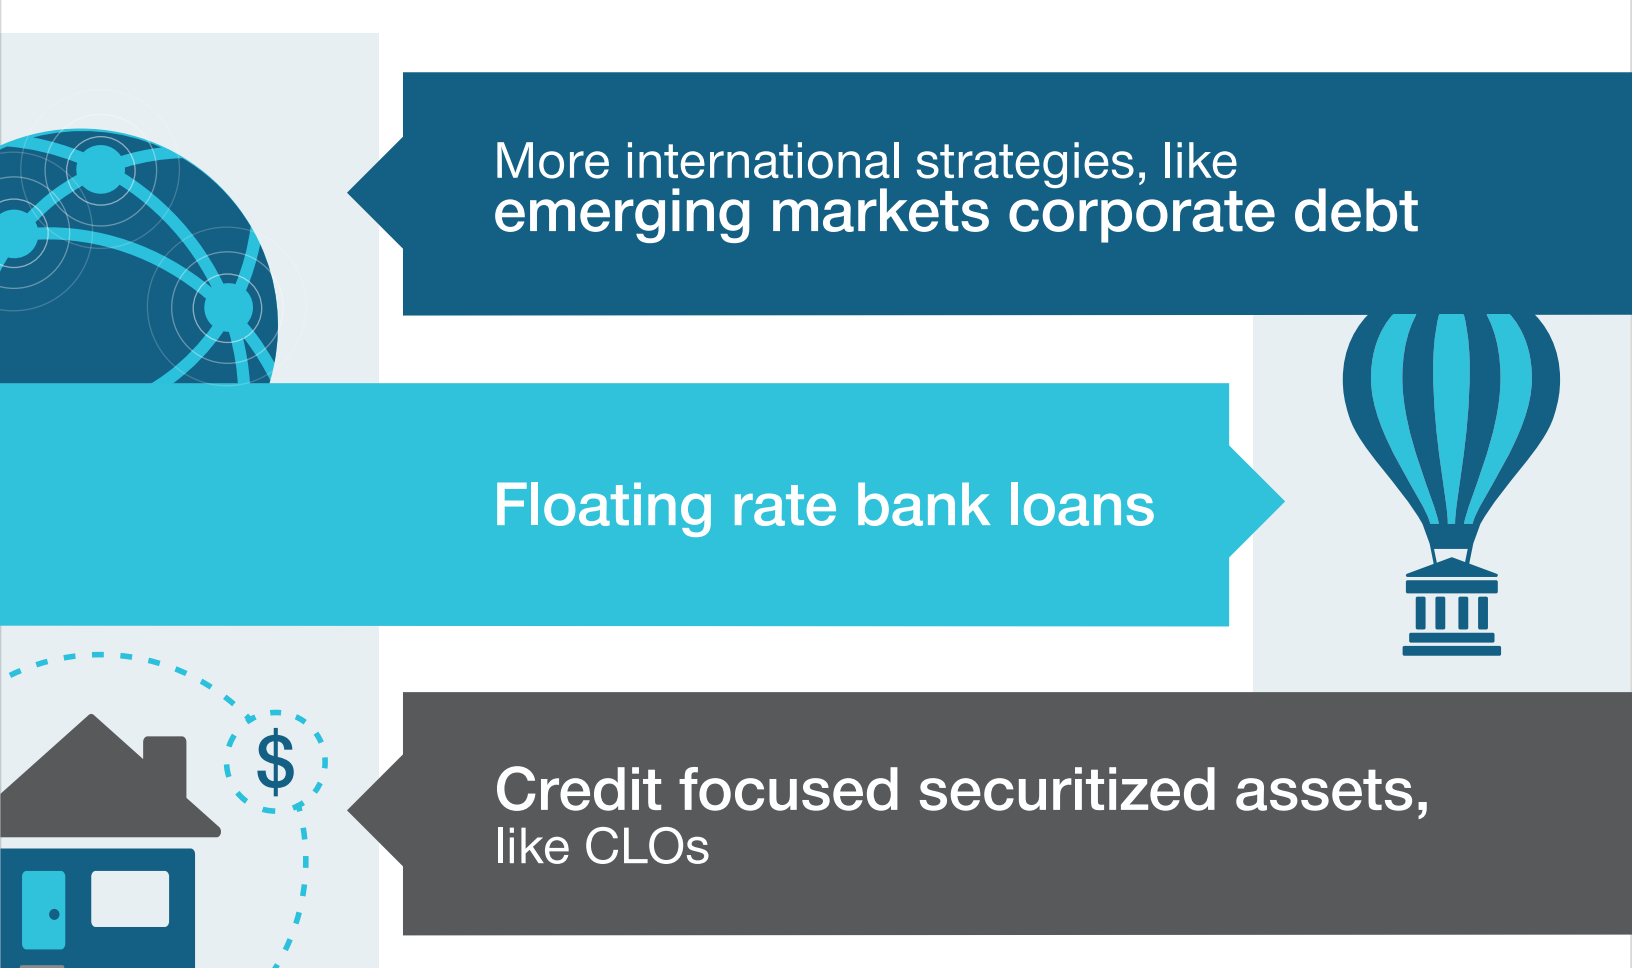 More international strategies, like
emerging markets corporate debt
Floating rate bank loans
$
Credit focused securitized assets,
like CLOs